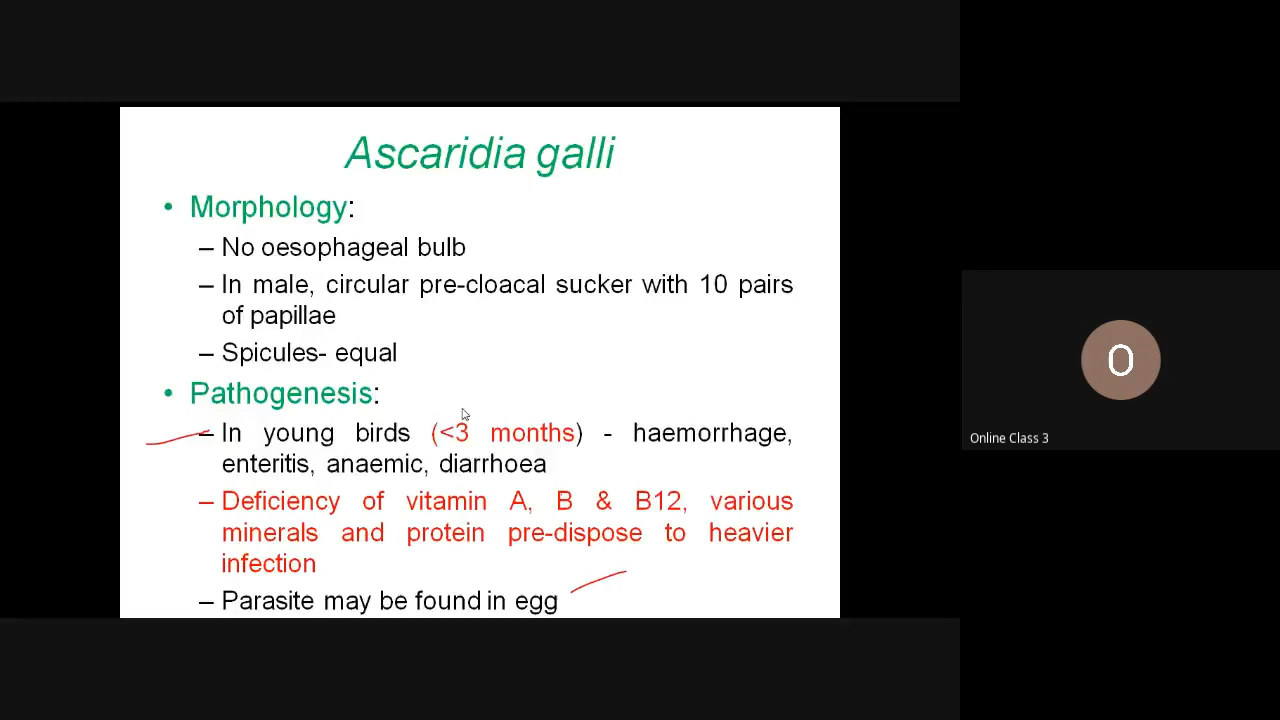 Ascaridia galli
• Morphology:
– No oesophageal bulb
– In male, circular pre-cloacal sucker with 10 pairs
of papillae
– Spicules- equal
• Pathogenesis:
– In young birds (<3 months) - haemorrhage,
enteritis, anaemic, diarrhoea
– Deficiency of vitamin A, B & B12, various
minerals and protein pre-dispose to heavier
infection
– Parasite may be found in egg
O
Online Class 3